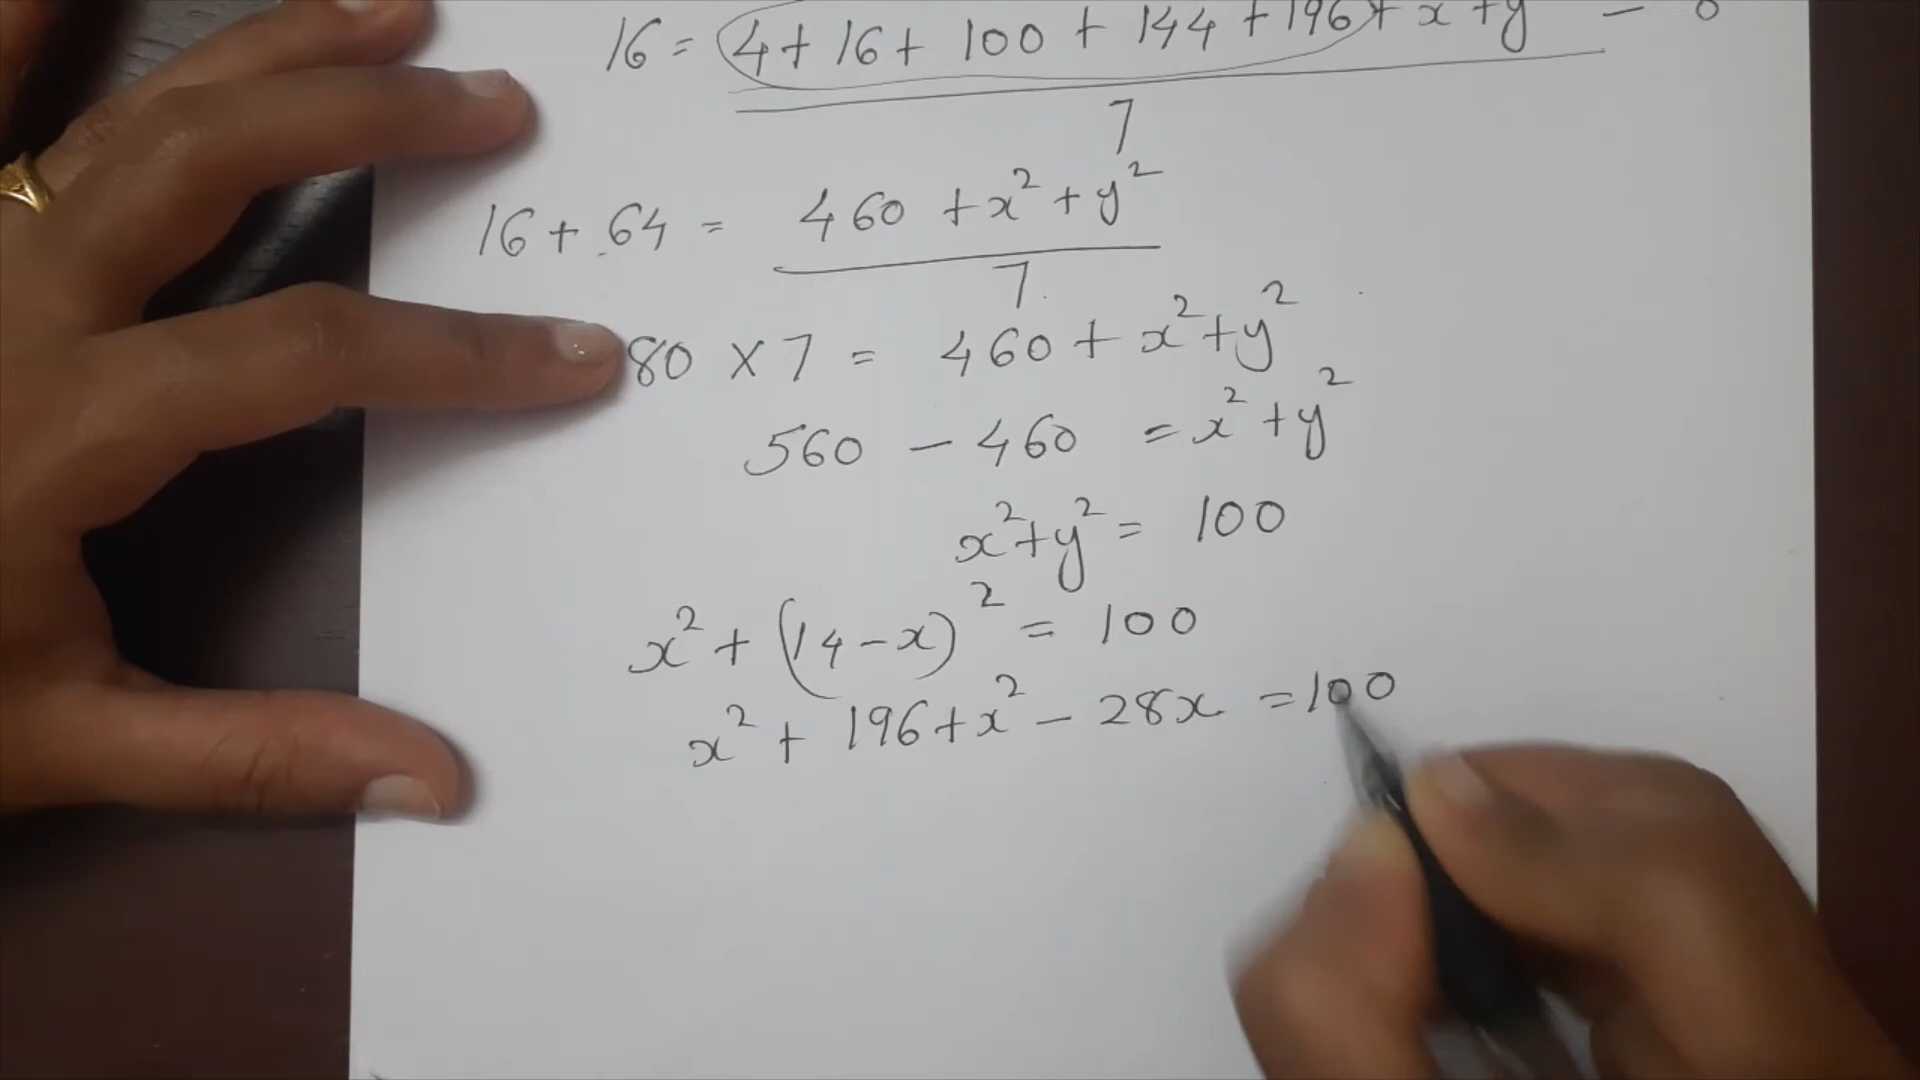 16 = 4 + 16 + 100 + 144 + 196 + x + y -
7
16 + 64 = 460 + x² + y²
7
80 × 7 = 460 + x² + y²
560 - 460 = x² + y²
x² + y² = 100
x² + (14 - x)² = 100
x² + 196 + x² - 28x = 100